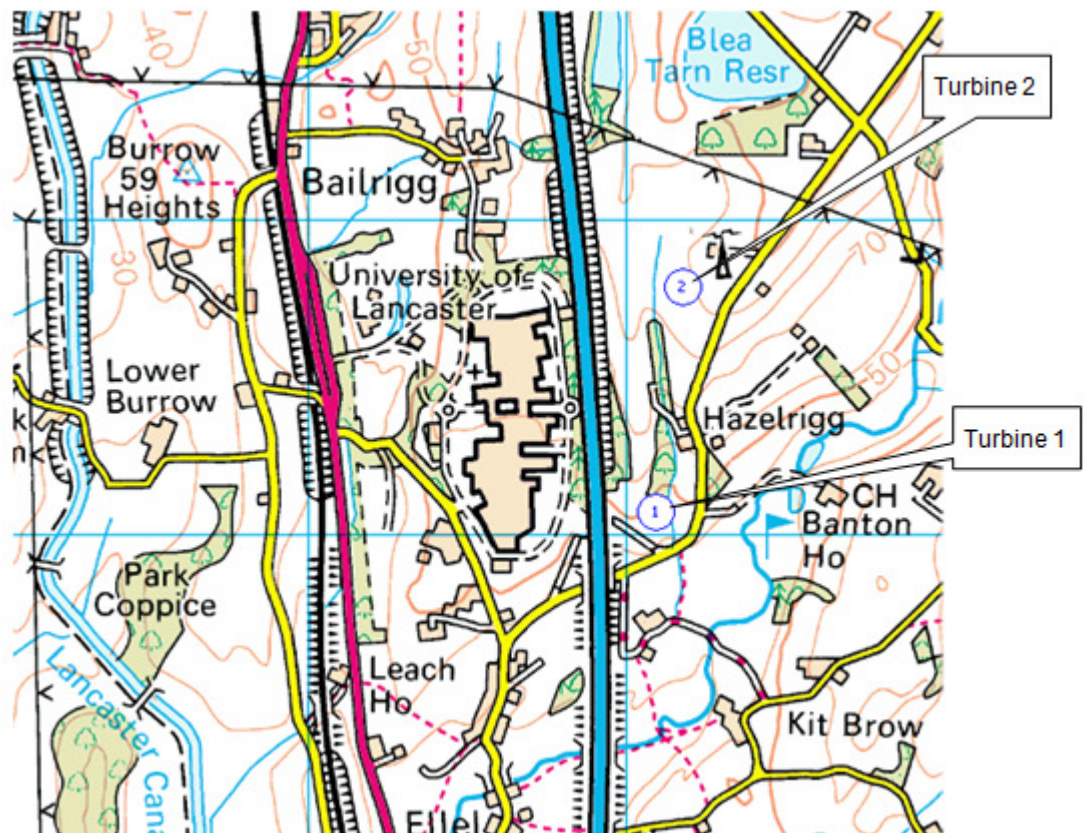 40
50
Blea
Tarn Resr
Turbine 2
Burrow
59
Heights
Bailrigg
30
70
University of
Lancaster
2
Lower
Burrow
50
k
Hazelrigg
Turbine 1
1
CH
Banton
Ho
Park
Coppice
Leach
Ho
Lancaster Cana
Kit Brow
Ellel